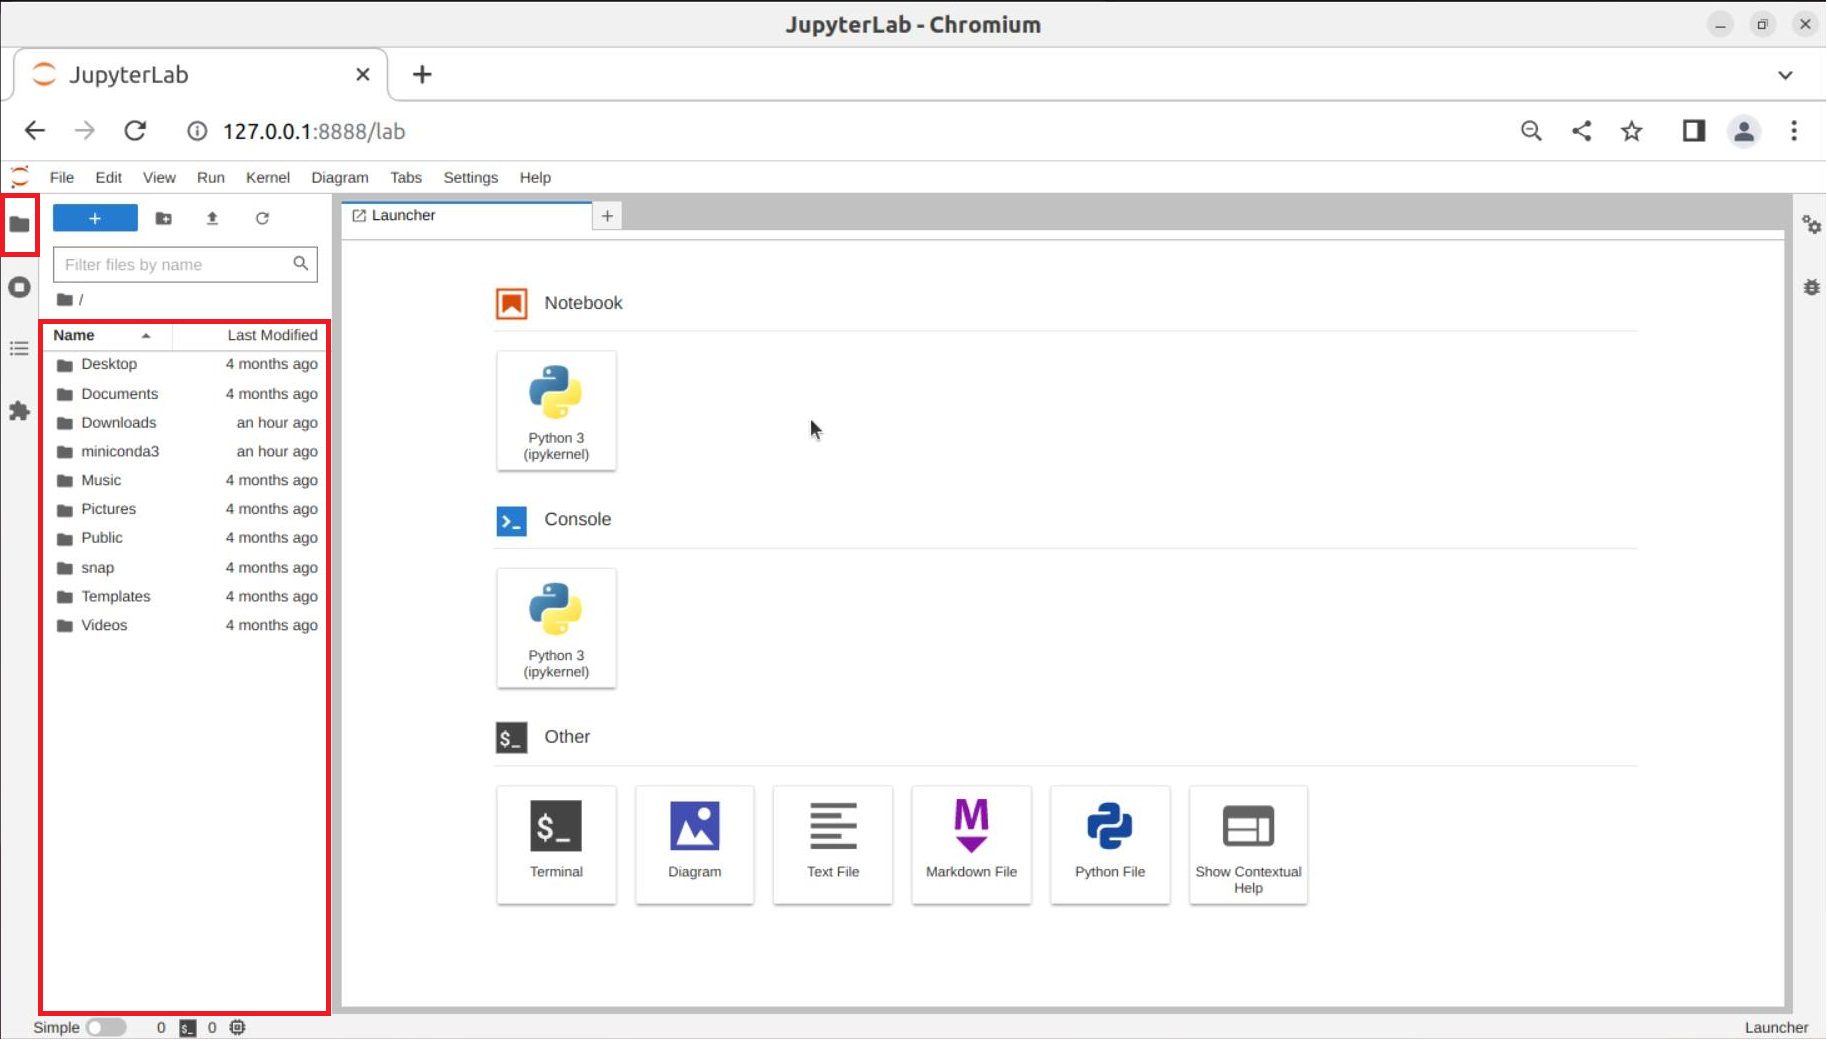 JupyterLab - Chromium
JupyterLab
127.0.0.1:8888/lab
File Edit View Run Kernel Diagram Tabs Settings Help
+
Filter files by name
/
Name Last Modified
Desktop 4 months ago
Documents 4 months ago
Downloads an hour ago
miniconda3 an hour ago
Music 4 months ago
Pictures 4 months ago
Public 4 months ago
snap 4 months ago
Templates 4 months ago
Videos 4 months ago
Launcher +
Notebook
Python 3
(ipykernel)
>_ Console
Python 3
(ipykernel)
$_ Other
$_
Terminal
Diagram
Text File
M
Markdown File
Python File
Show Contextual
Help
Simple 0 $_ 0
Launcher